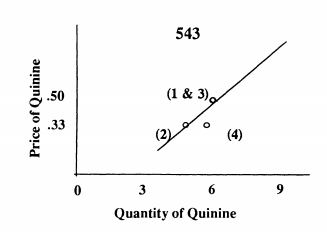 543
Price of Quinine
.50
.33
(1 & 3)
(2)
(4)
0 3 6 9
Quantity of Quinine